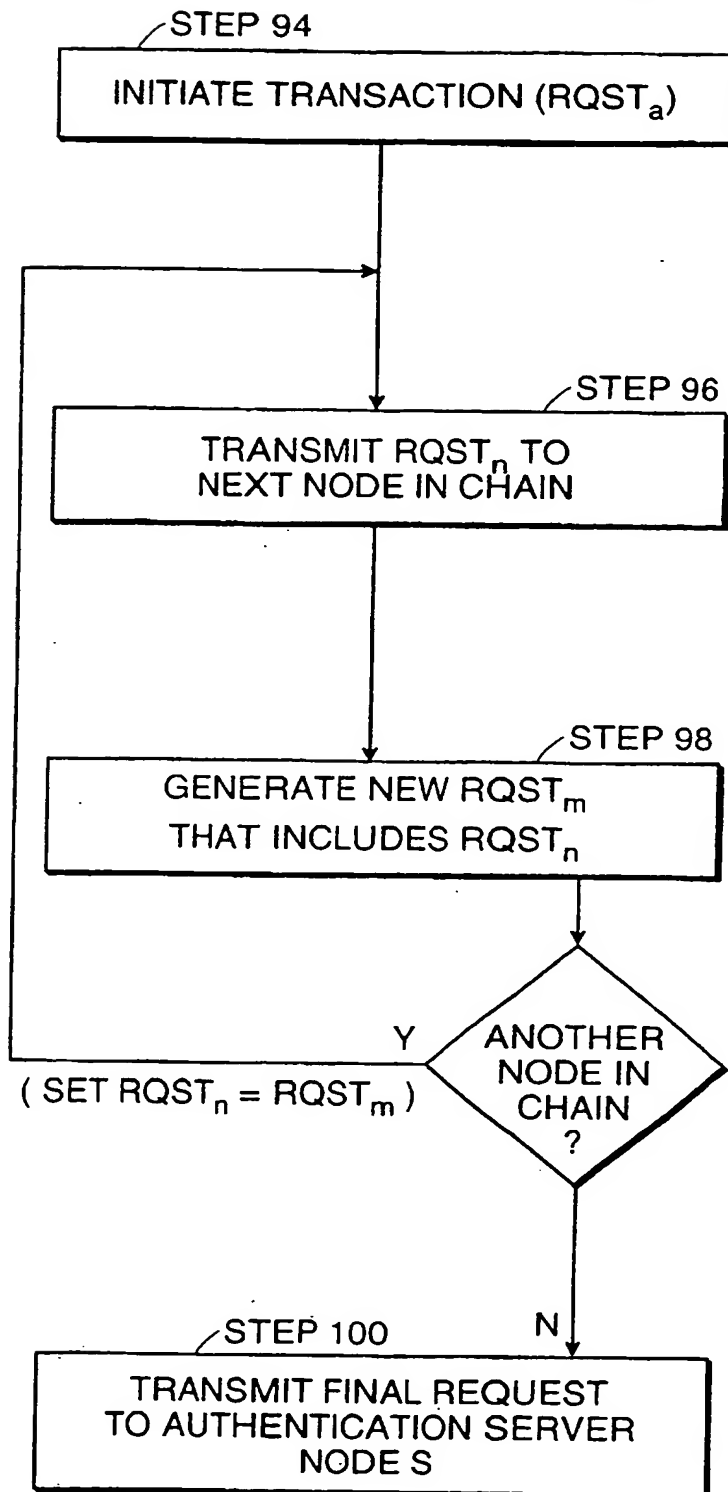 STEP 94
INITIATE TRANSACTION (RQSTₐ)
STEP 96
TRANSMIT RQSTₙ TO
NEXT NODE IN CHAIN
STEP 98
GENERATE NEW RQSTₘ
THAT INCLUDES RQSTₙ
Y
ANOTHER
NODE IN
CHAIN
?
( SET RQSTₙ = RQSTₘ )
N
STEP 100
TRANSMIT FINAL REQUEST
TO AUTHENTICATION SERVER
NODE S